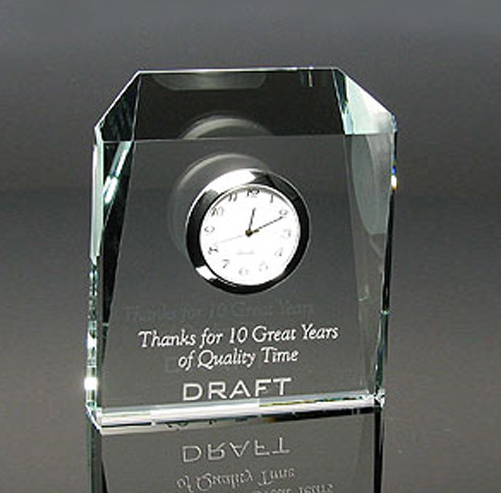 Thanks for 10 Great Years
of Quality Time
DRAFT